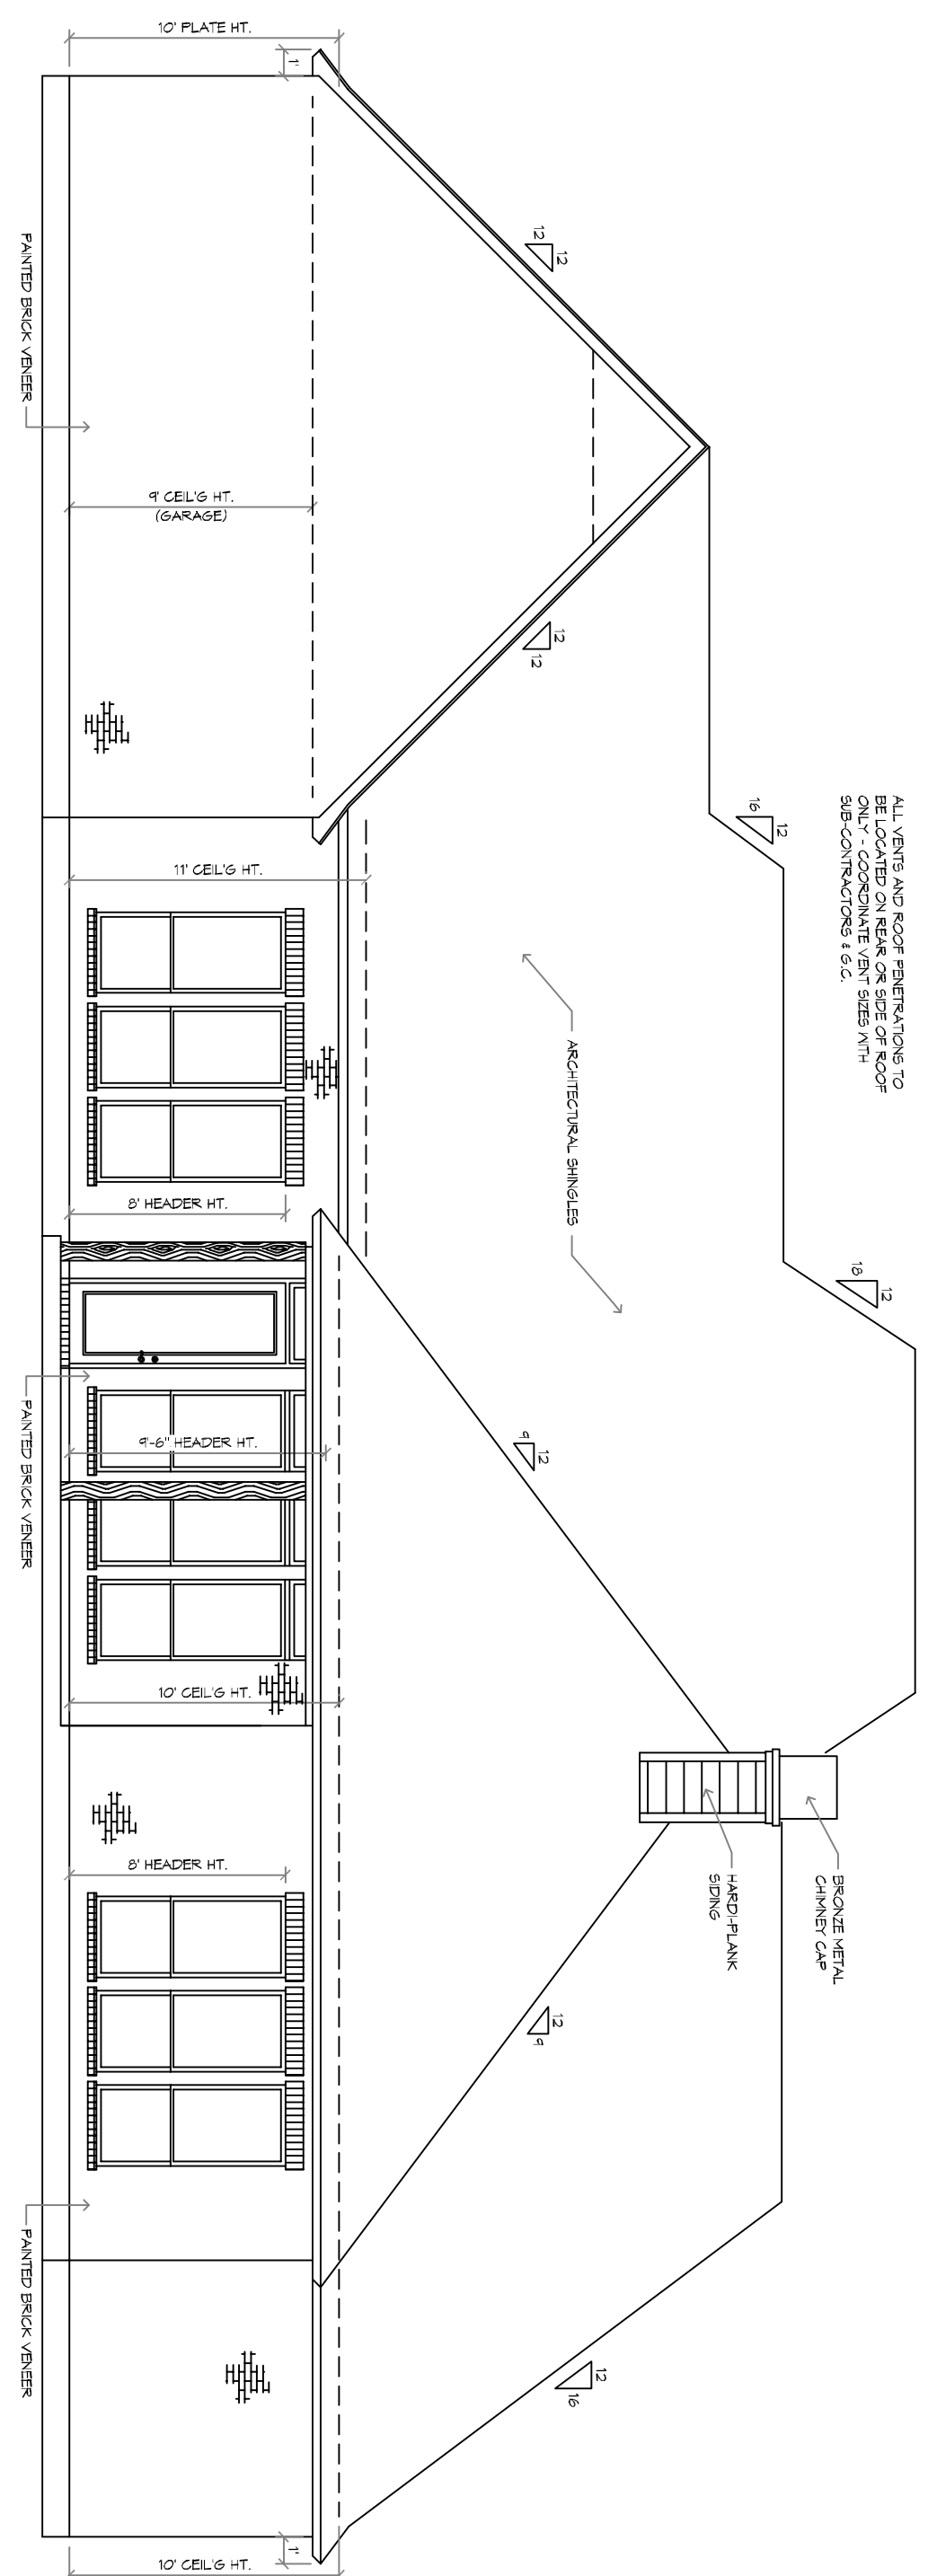 ALL VENTS AND ROOF PENETRATIONS TO
BE LOCATED ON REAR OR SIDE OF ROOF
ONLY - COORDINATE VENT SIZES WITH
SUB-CONTRACTORS & G.C.
12
16
12
18
BRONZE METAL
CHIMNEY CAP
HARDI-PLANK
SIDING
12
12
12
12
ARCHITECTURAL SHINGLES
12
9
12
9
12
16
10' PLATE HT.
1'
9' CEIL'G HT.
(GARAGE)
11' CEIL'G HT.
8' HEADER HT.
9'-6" HEADER HT.
10' CEIL'G HT.
8' HEADER HT.
1'
10' CEIL'G HT.
PAINTED BRICK VENEER
PAINTED BRICK VENEER
PAINTED BRICK VENEER